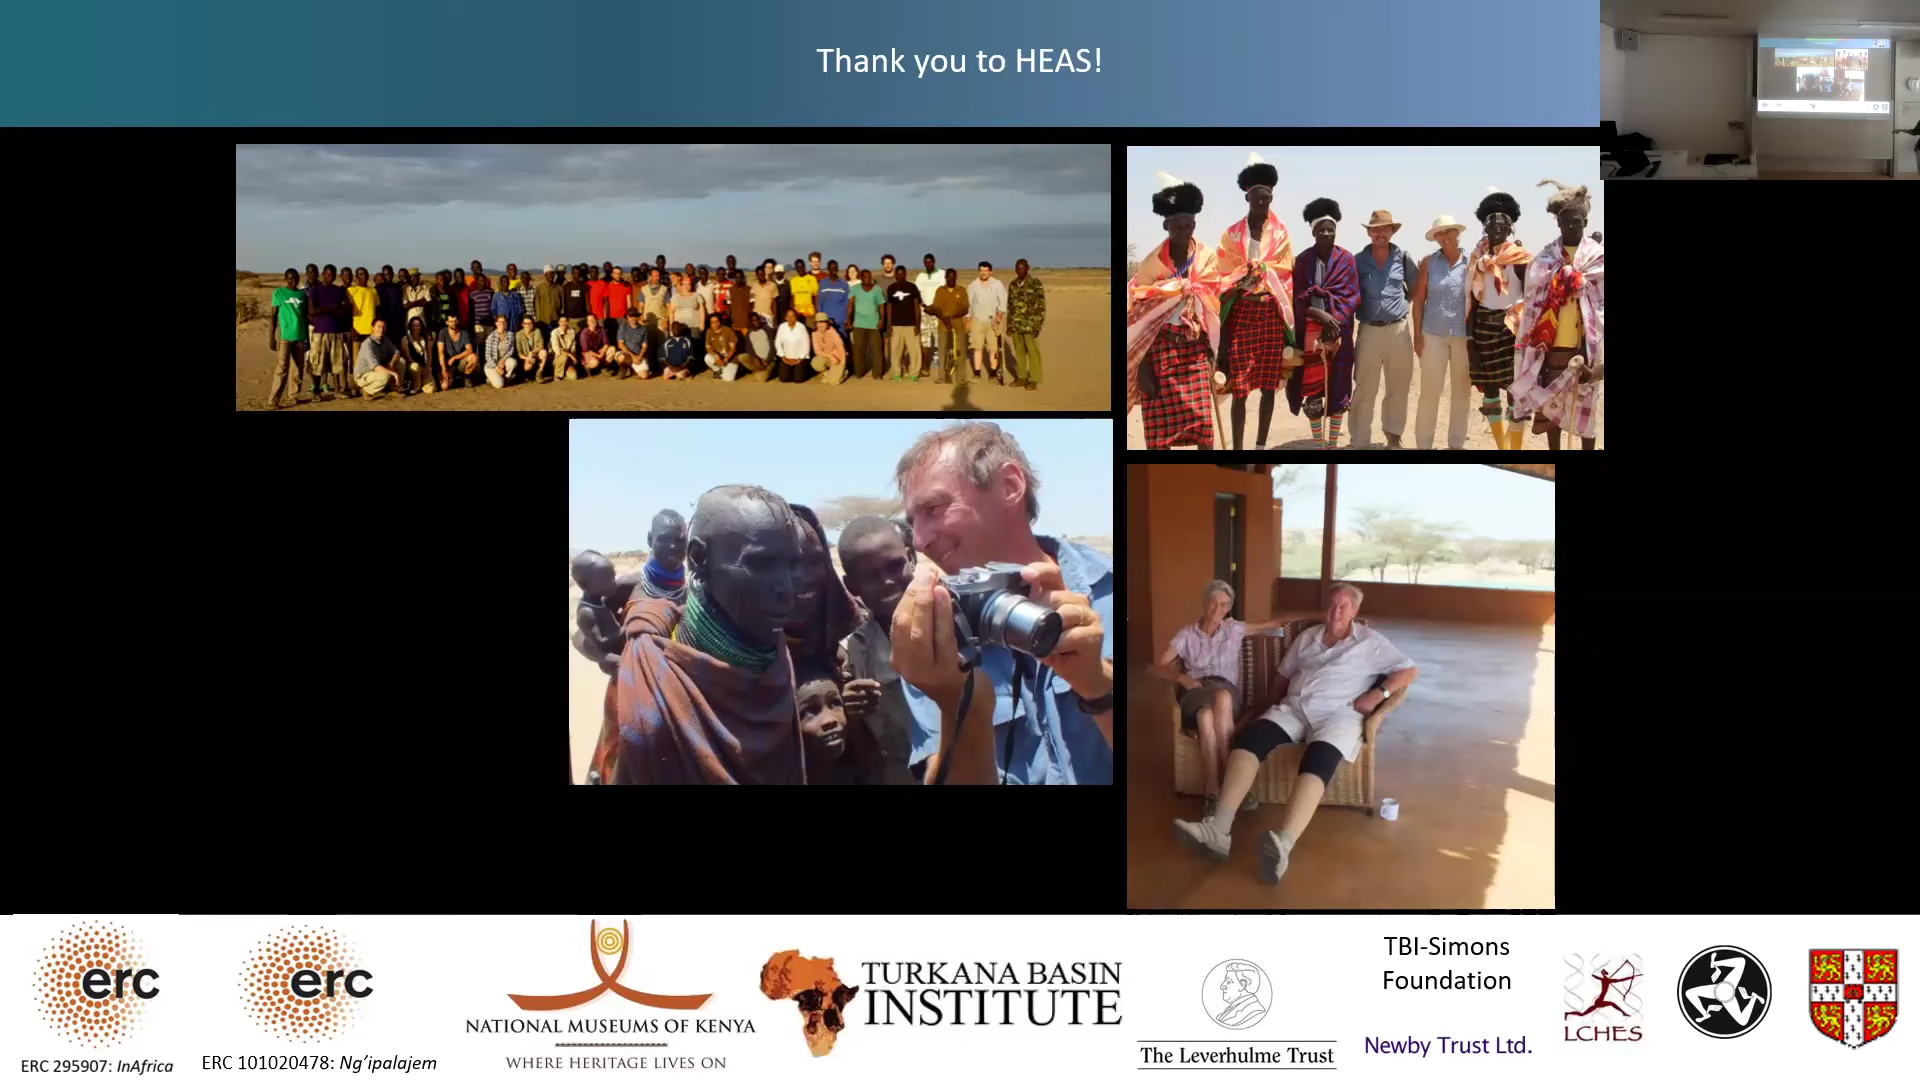 Thank you to HEAS!
erc
ERC 295907: InAfrica
erc
ERC 101020478: Ng’ipalajem
NATIONAL MUSEUMS OF KENYA
WHERE HERITAGE LIVES ON
TURKANA BASIN
INSTITUTE
The Leverhulme Trust
TBI-Simons
Foundation
Newby Trust Ltd.
LCHES